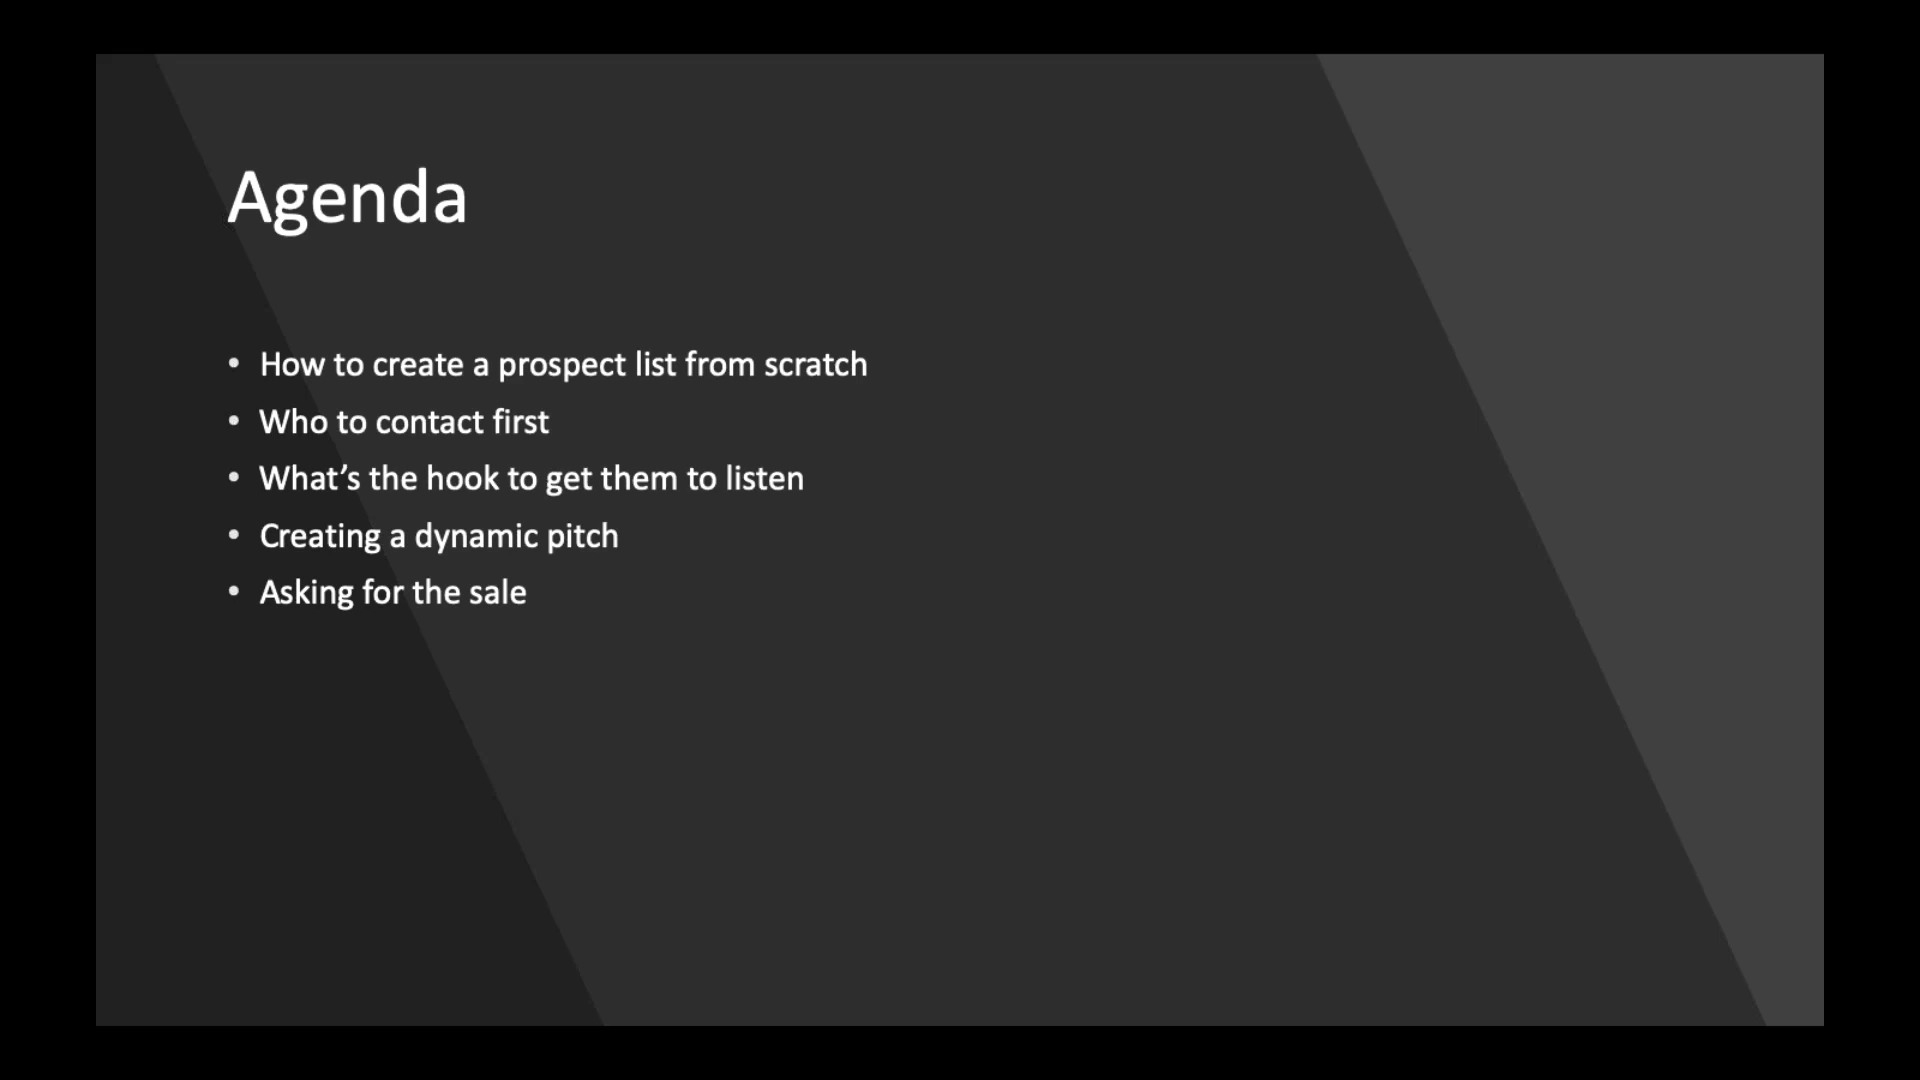 Agenda
• How to create a prospect list from scratch
• Who to contact first
• What’s the hook to get them to listen
• Creating a dynamic pitch
• Asking for the sale